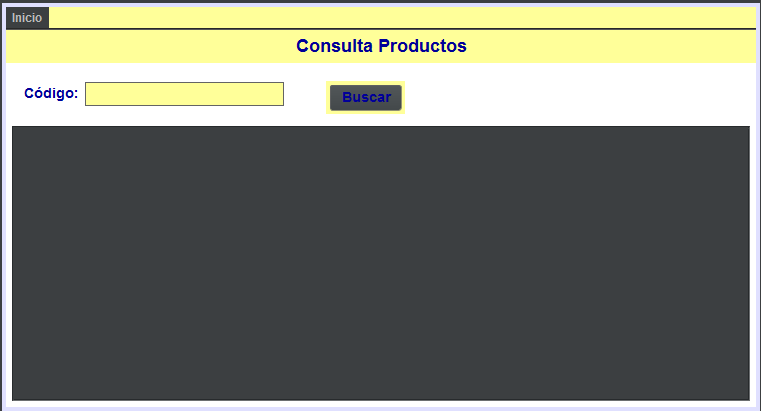 Inicio
Consulta Productos
Código:
Buscar